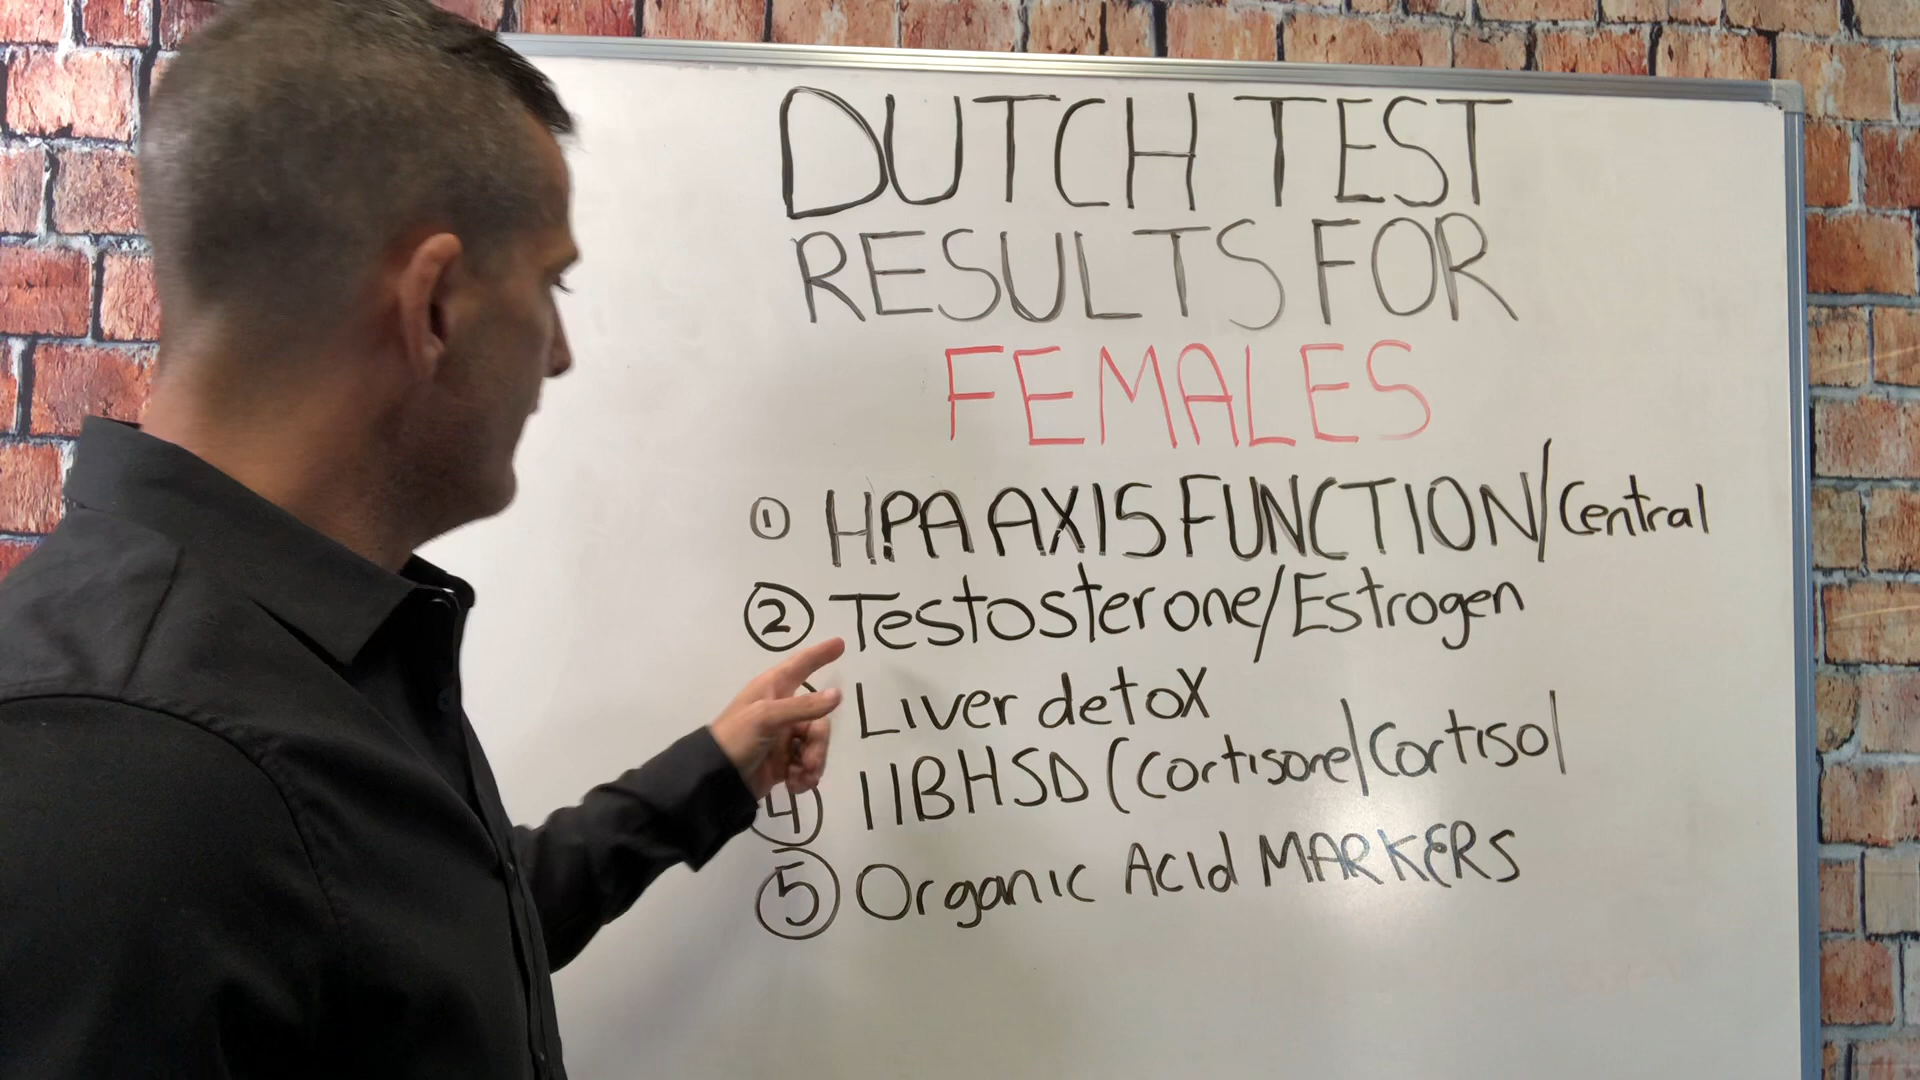 DUTCH TEST
RESULTS FOR
FEMALES
① HPA AXIS FUNCTION/Central
② Testosterone/Estrogen
Liver detox
④ 11BHSD (Cortisone/Cortisol
⑤ Organic Acid MARKERS